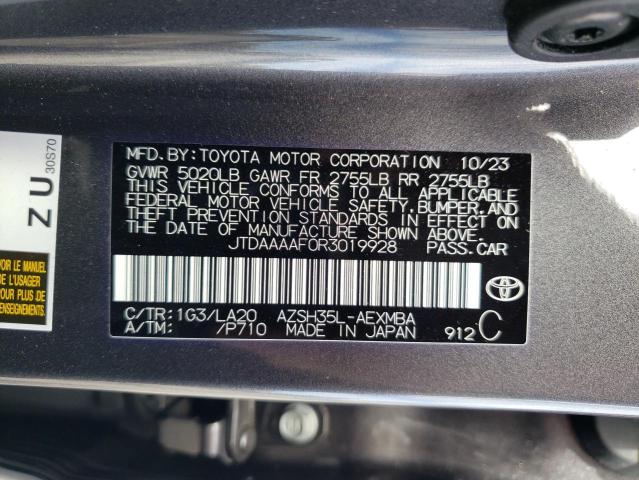 MFD. BY: TOYOTA MOTOR CORPORATION 10/23
GVWR 5020LB GAWR FR 2755LB RR 2755LB
THIS VEHICLE CONFORMS TO ALL APPLICABLE
FEDERAL MOTOR VEHICLE SAFETY, BUMPER, AND
THEFT PREVENTION STANDARDS IN EFFECT ON
THE DATE OF MANUFACTURE SHOWN ABOVE.
JTDAAAAF0R3019928 PASS. CAR
C/TR: 1G3/LA20 AZSH35L-AEXMBA
A/TM: /P710 MADE IN JAPAN 912 C
ZU
30S70
VOIR LE MANUEL
DE L'USAGER
ENSEIGNEMENTS.